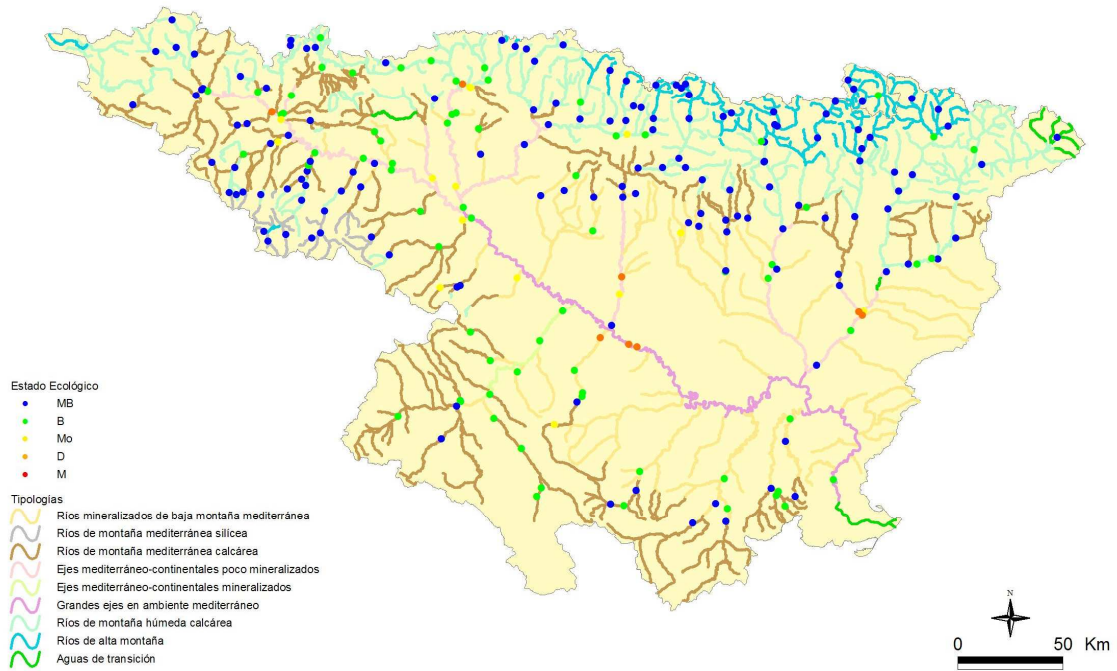 Estado Ecológico
MB
B
Mo
D
M
Tipologías
Ríos mineralizados de baja montaña mediterránea
Ríos de montaña mediterránea silícea
Ríos de montaña mediterránea calcárea
Ejes mediterráneo-continentales poco mineralizados
Ejes mediterráneo-continentales mineralizados
Grandes ejes en ambiente mediterráneo
Ríos de montaña húmeda calcárea
Ríos de alta montaña
Aguas de transición
N
0 50 Km